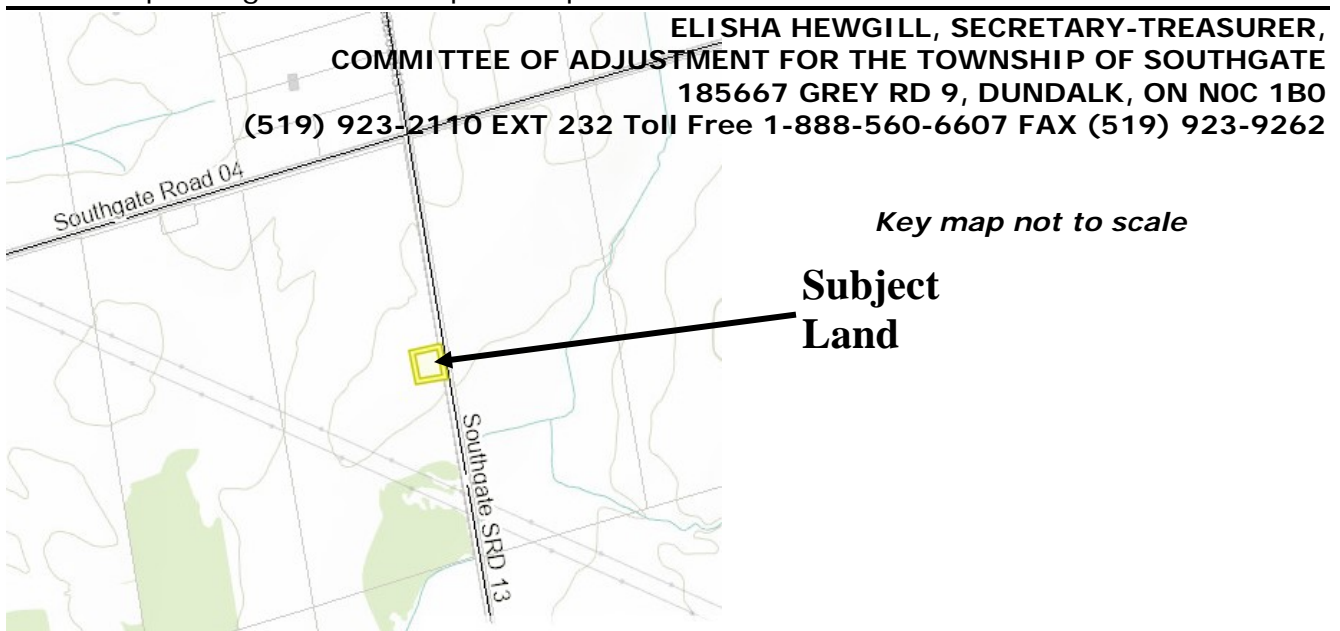 ELISHA HEWGILL, SECRETARY-TREASURER,
COMMITTEE OF ADJUSTMENT FOR THE TOWNSHIP OF SOUTHGATE
185667 GREY RD 9, DUNDALK, ON N0C 1B0
(519) 923-2110 EXT 232 Toll Free 1-888-560-6607 FAX (519) 923-9262
Southgate Road 04
Key map not to scale
Subject
Land
Southgate SRD 13